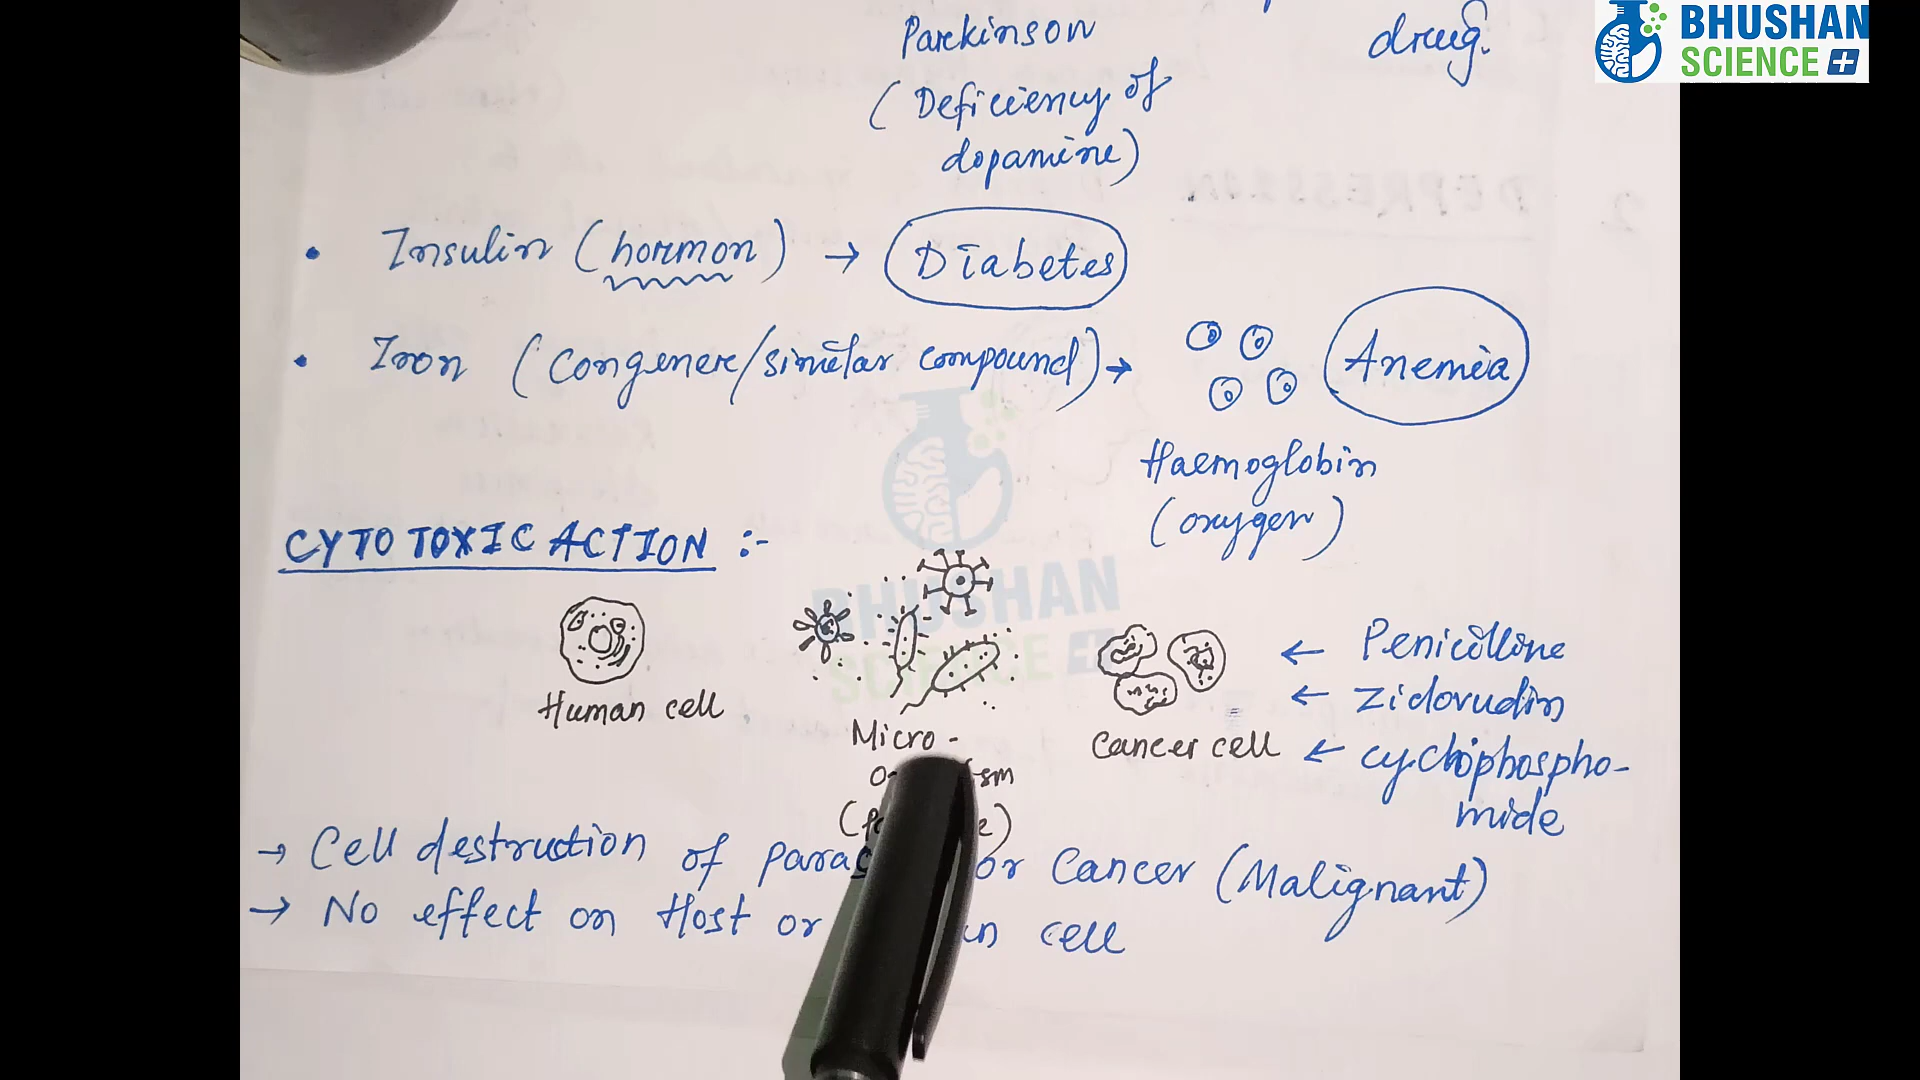 Parkinson
drug.
(Deficiency of
dopamine)
• Insulin (hormon) → Diabetes
• Iron (Congener/similar compound) → Anemia
Haemoglobin
(oxygen)
CYTOTOXIC ACTION :-
Human cell
Micro-
Cancer cell
← Penicilline
← Zidovudin
← cyclophospho-
mide
→ Cell destruction of or Cancer (Malignant)
→ No effect on Host or cell
BHUSHAN
SCIENCE +
BHUSHAN
SCIENCE +